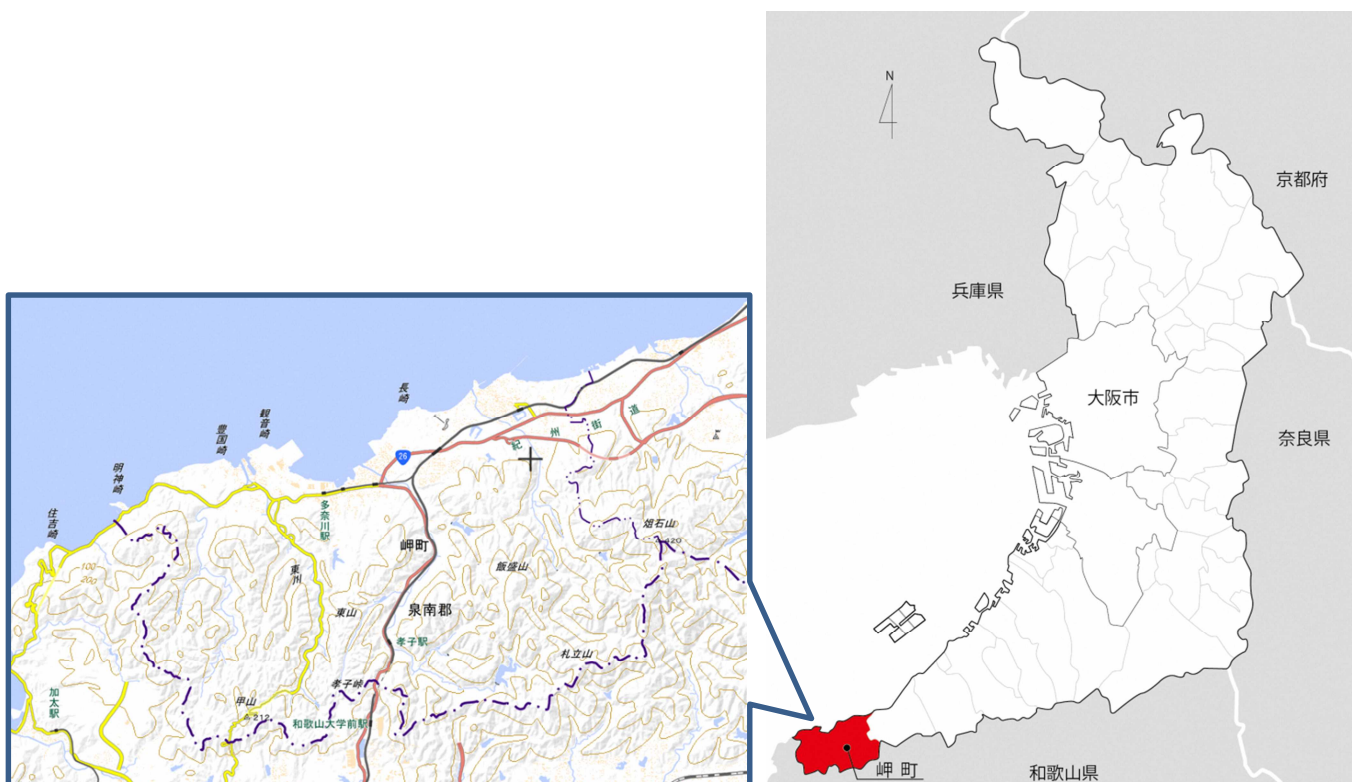 N
京都府
兵庫県
大阪市
奈良県
岬町
和歌山県
長崎
観音崎
豊国崎
明神崎
住吉崎
26
紀州街道
多奈川駅
岬町
畑石山
420
飯盛山
東川
東山
泉南郡
孝子駅
札立山
孝子峠
甲山
212
和歌山大学前駅
加太駅
100
200